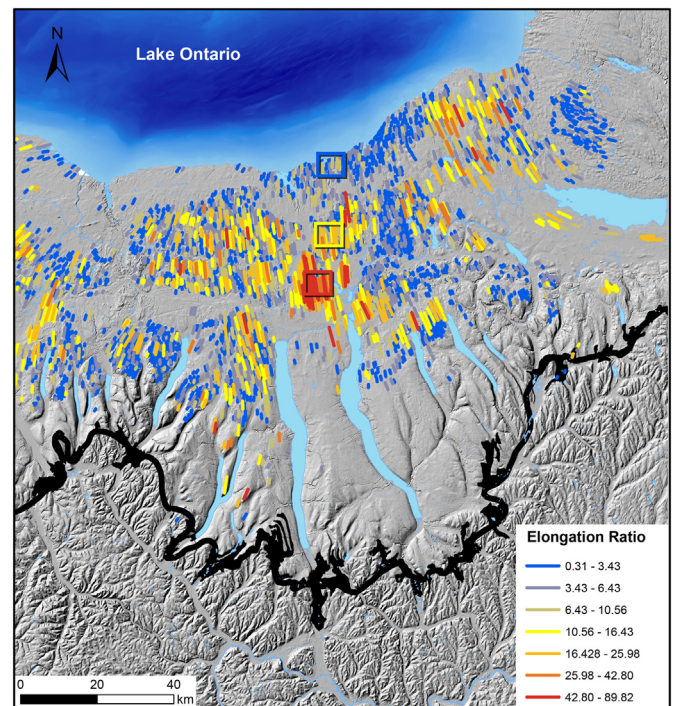 N
Lake Ontario
Elongation Ratio
0.31 - 3.43
3.43 - 6.43
6.43 - 10.56
10.56 - 16.43
16.428 - 25.98
25.98 - 42.80
42.80 - 89.82
0 20 40
km